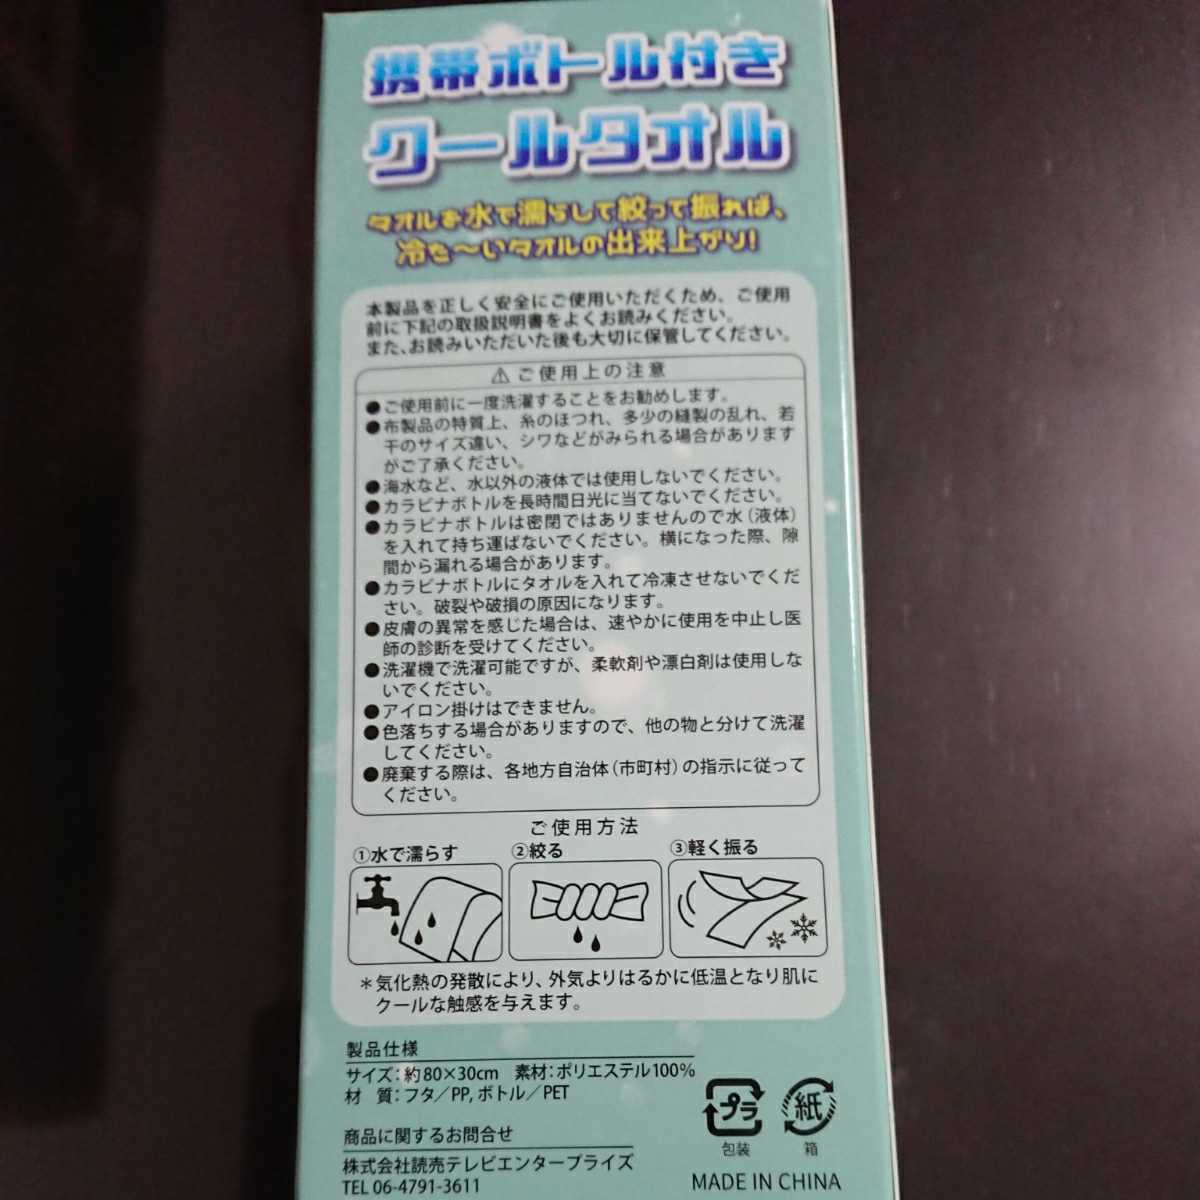 携帯ボトル付き
クールタオル
タオルを水で濡らして絞って振れば、
冷た〜いタオルの出来上がり!
本製品を正しく安全にご使用いただくため、ご使用
前に下記の取扱説明書をよくお読みください。
また、お読みいただいた後も大切に保管してください。
⚠ご使用上の注意
●ご使用前に一度洗濯することをお勧めします。
●布製品の特質上、糸のほつれ、多少の縫製の乱れ、若
干のサイズ違い、シワなどがみられる場合があります
がご了承ください。
●海水など、水以外の液体では使用しないでください。
●カラビナボトルを長時間日光に当てないでください。
●カラビナボトルは密閉ではありませんので水(液体)
を入れて持ち運ばないでください。横になった際、隙
間から漏れる場合があります。
●カラビナボトルにタオルを入れて冷凍させないでくだ
さい。破裂や破損の原因になります。
●皮膚の異常を感じた場合は、速やかに使用を中止し医
師の診断を受けてください。
●洗濯機で洗濯可能ですが、柔軟剤や漂白剤は使用しな
いでください。
●アイロン掛けはできません。
●色落ちする場合がありますので、他の物と分けて洗濯
してください。
●廃棄する際は、各地方自治体(市町村)の指示に従って
ください。
ご使用方法
①水で濡らす ②絞る ③軽く振る
＊気化熱の発散により、外気よりはるかに低温となり肌に
クールな触感を与えます。
製品仕様
サイズ:約80×30cm 素材:ポリエステル100%
材 質:フタ/PP,ボトル/PET
プラ 紙
包装 箱
商品に関するお問合せ
株式会社読売テレビエンタープライズ
TEL 06-4791-3611
MADE IN CHINA